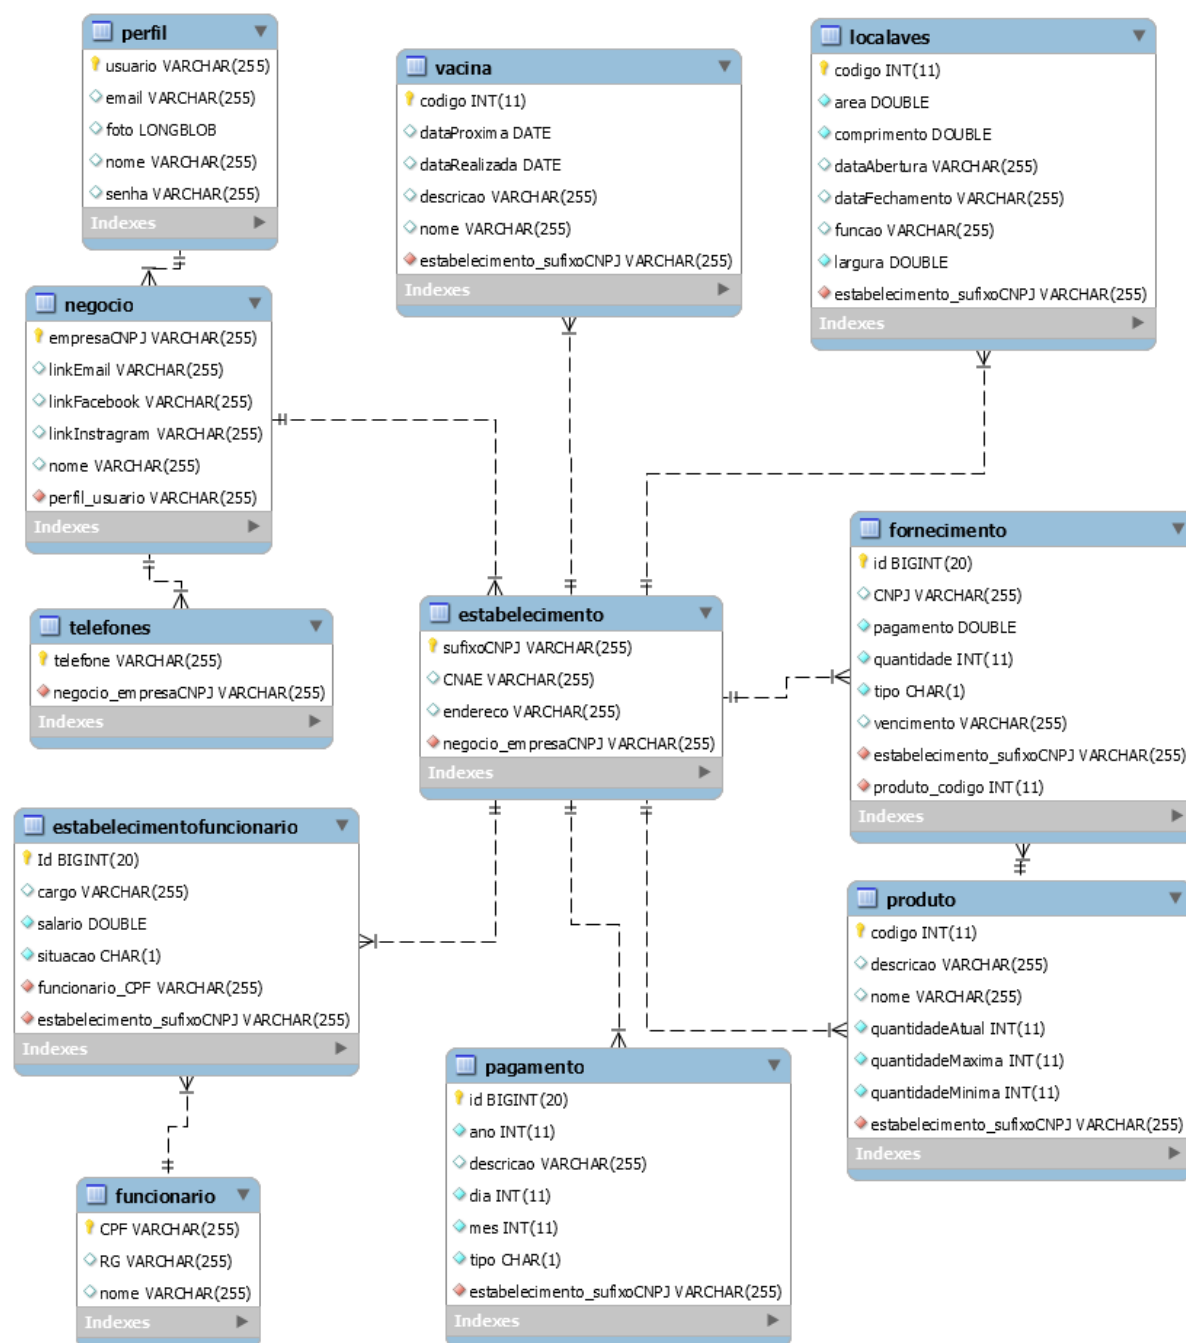 perfil
usuario VARCHAR(255)
email VARCHAR(255)
foto LONGBLOB
nome VARCHAR(255)
senha VARCHAR(255)
Indexes
vacina
codigo INT(11)
dataProxima DATE
dataRealizada DATE
descricao VARCHAR(255)
nome VARCHAR(255)
estabelecimento_sufixoCNPJ VARCHAR(255)
Indexes
localaves
codigo INT(11)
area DOUBLE
comprimento DOUBLE
dataAbertura VARCHAR(255)
dataFechamento VARCHAR(255)
funcao VARCHAR(255)
largura DOUBLE
estabelecimento_sufixoCNPJ VARCHAR(255)
Indexes
negocio
empresaCNPJ VARCHAR(255)
linkEmail VARCHAR(255)
linkFacebook VARCHAR(255)
linkInstragram VARCHAR(255)
nome VARCHAR(255)
perfil_usuario VARCHAR(255)
Indexes
telefones
telefone VARCHAR(255)
negocio_empresaCNPJ VARCHAR(255)
Indexes
estabelecimento
sufixoCNPJ VARCHAR(255)
CNAE VARCHAR(255)
endereco VARCHAR(255)
negocio_empresaCNPJ VARCHAR(255)
Indexes
fornecimento
id BIGINT(20)
CNPJ VARCHAR(255)
pagamento DOUBLE
quantidade INT(11)
tipo CHAR(1)
vencimento VARCHAR(255)
estabelecimento_sufixoCNPJ VARCHAR(255)
produto_codigo INT(11)
Indexes
estabelecimentofuncionario
Id BIGINT(20)
cargo VARCHAR(255)
salario DOUBLE
situacao CHAR(1)
funcionario_CPF VARCHAR(255)
estabelecimento_sufixoCNPJ VARCHAR(255)
Indexes
produto
codigo INT(11)
descricao VARCHAR(255)
nome VARCHAR(255)
quantidadeAtual INT(11)
quantidadeMaxima INT(11)
quantidadeMinima INT(11)
estabelecimento_sufixoCNPJ VARCHAR(255)
Indexes
pagamento
id BIGINT(20)
ano INT(11)
descricao VARCHAR(255)
dia INT(11)
mes INT(11)
tipo CHAR(1)
estabelecimento_sufixoCNPJ VARCHAR(255)
Indexes
funcionario
CPF VARCHAR(255)
RG VARCHAR(255)
nome VARCHAR(255)
Indexes